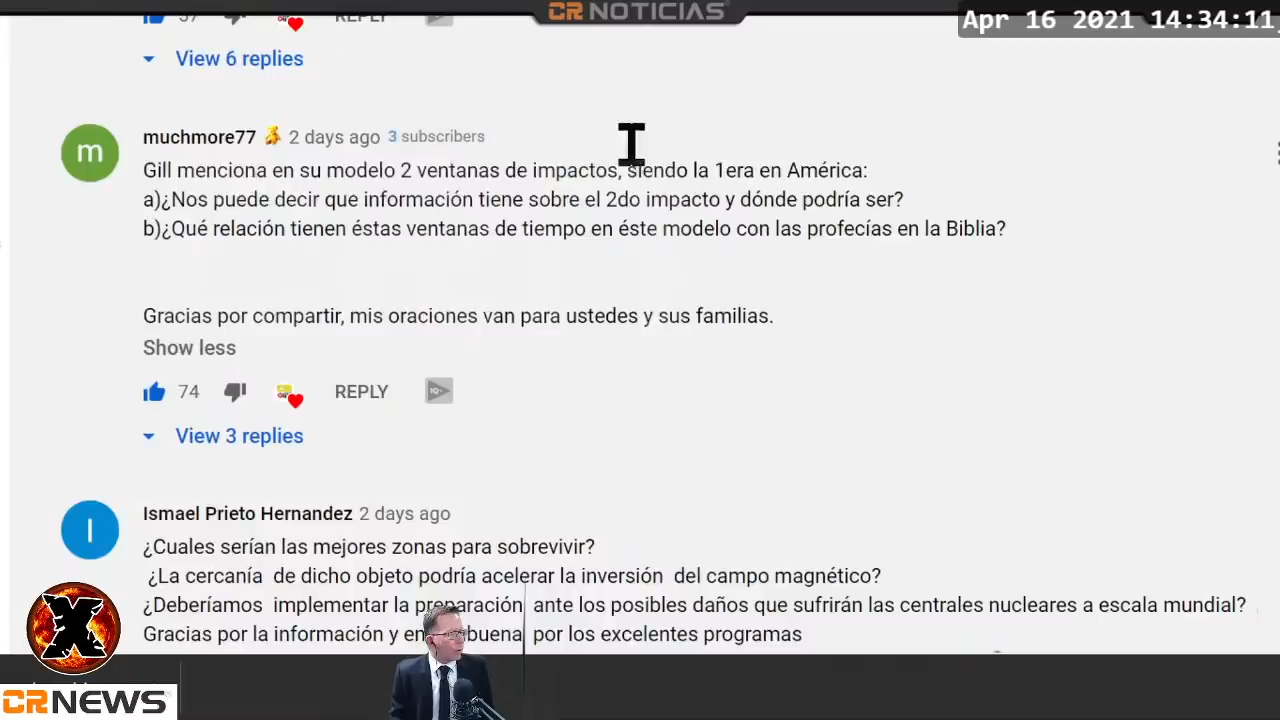 CR NOTICIAS
Apr 16 2021 14:34:11
37 REPLY
View 6 replies
muchmore77 2 days ago 3 subscribers
m
Gill menciona en su modelo 2 ventanas de impactos, siendo la 1era en América:
a)¿Nos puede decir que información tiene sobre el 2do impacto y dónde podría ser?
b)¿Qué relación tienen éstas ventanas de tiempo en éste modelo con las profecías en la Biblia?
Gracias por compartir, mis oraciones van para ustedes y sus familias.
Show less
74 REPLY
View 3 replies
Ismael Prieto Hernandez 2 days ago
I
¿Cuales serían las mejores zonas para sobrevivir?
¿La cercanía de dicho objeto podría acelerar la inversión del campo magnético?
¿Deberíamos implementar la preparación ante los posibles daños que sufrirán las centrales nucleares a escala mundial?
Gracias por la información y en buena por los excelentes programas
X
CRNEWS